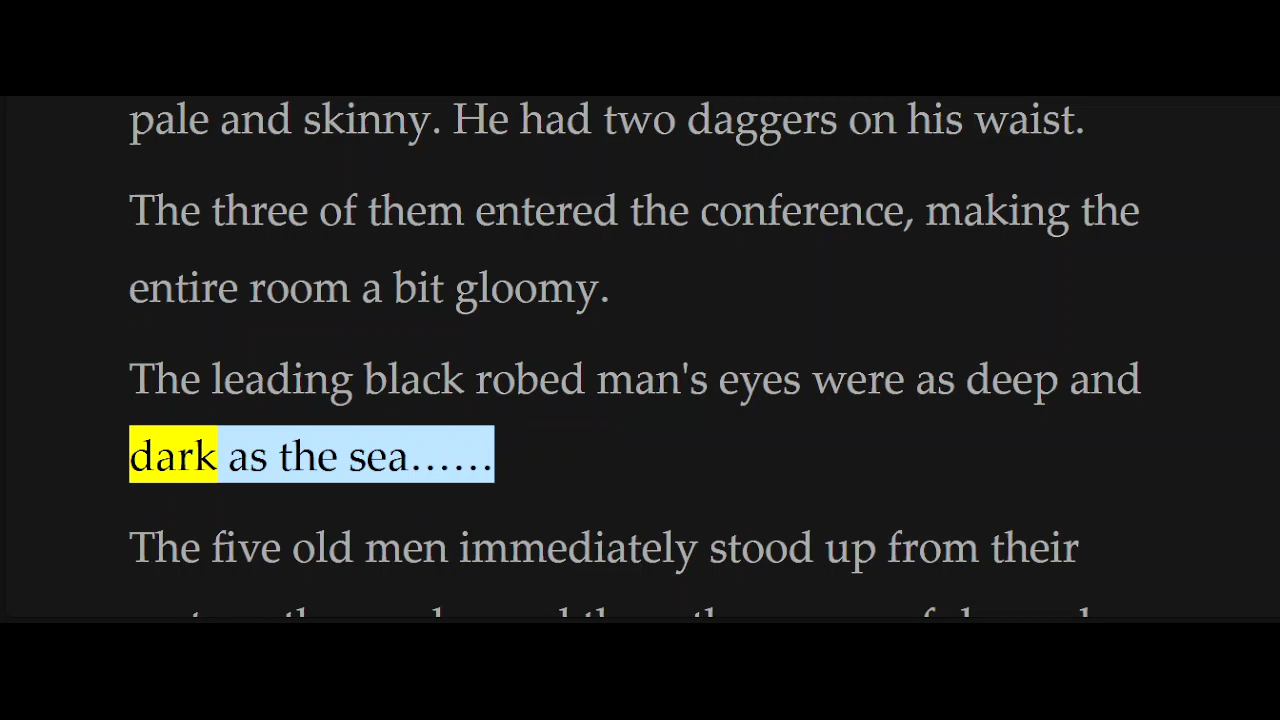 pale and skinny. He had two daggers on his waist.
The three of them entered the conference, making the
entire room a bit gloomy.
The leading black robed man's eyes were as deep and
dark as the sea......
The five old men immediately stood up from their